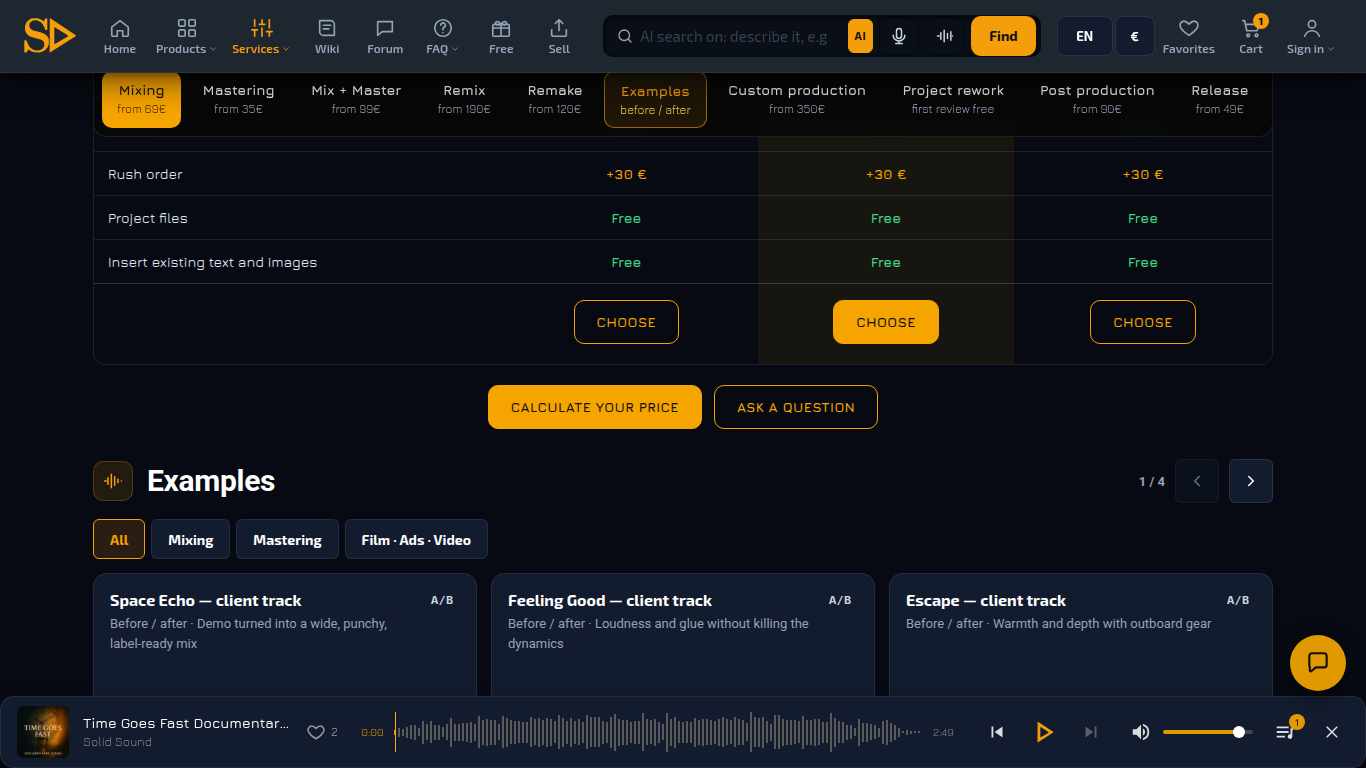 Home
Products
Services
Wiki
Forum
FAQ
Free
Sell
AI search on: describe it, e.g
AI
Find
EN
€
Favorites
1
Cart
Sign in
Mixing
from 69€
Mastering
from 35€
Mix + Master
from 99€
Remix
from 190€
Remake
from 120€
Examples
before / after
Custom production
from 350€
Project rework
first review free
Post production
from 90€
Release
from 49€
Rush order +30 € +30 € +30 €
Project files Free Free Free
Insert existing text and images Free Free Free
CHOOSE CHOOSE CHOOSE
CALCULATE YOUR PRICE ASK A QUESTION
Examples
1 / 4
All Mixing Mastering Film · Ads · Video
Space Echo — client track A/B
Before / after · Demo turned into a wide, punchy,
label-ready mix
Feeling Good — client track A/B
Before / after · Loudness and glue without killing the
dynamics
Escape — client track A/B
Before / after · Warmth and depth with outboard gear
TIME GOES
FAST
Time Goes Fast Documentar...
Solid Sound
2
0:00
2:49
1